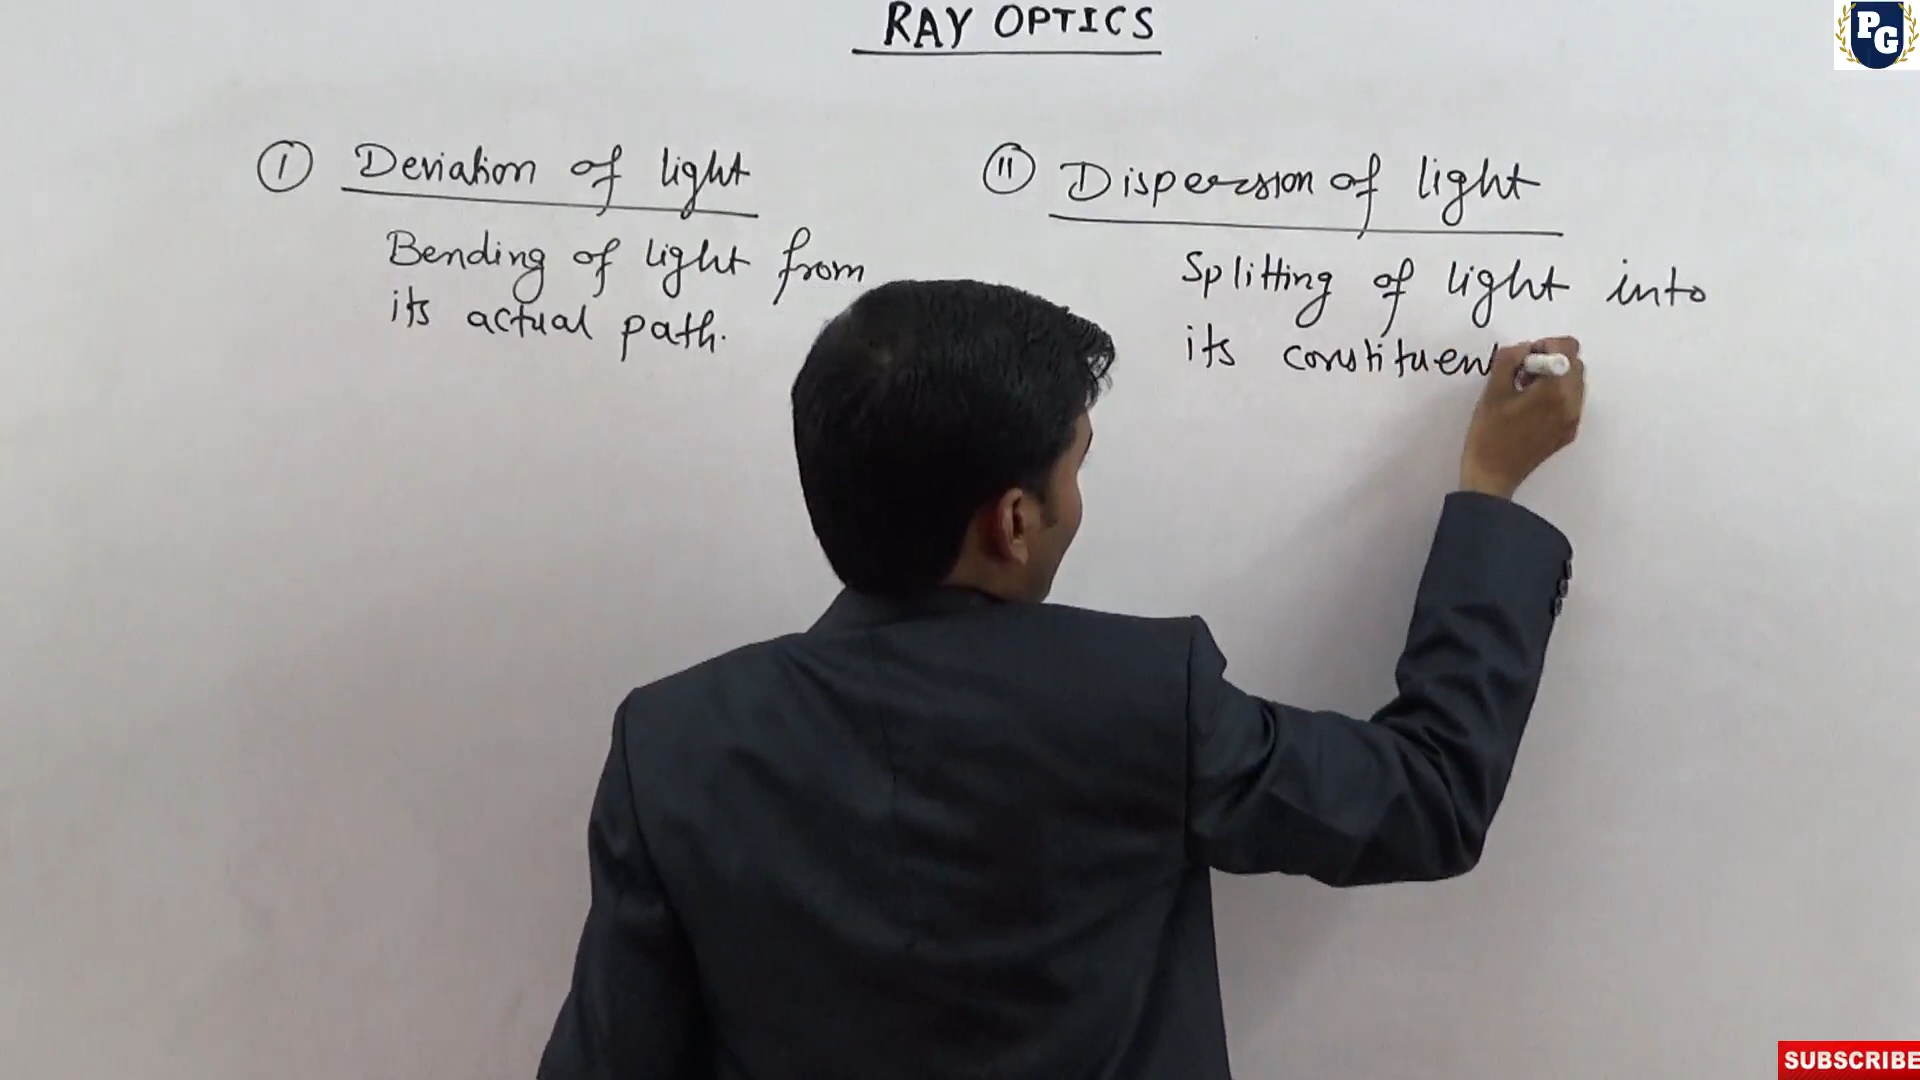 RAY OPTICS
PG
I Deviation of light
Bending of light from
its actual path.
II Dispersion of light
Splitting of light into
its constituen
SUBSCRIBE